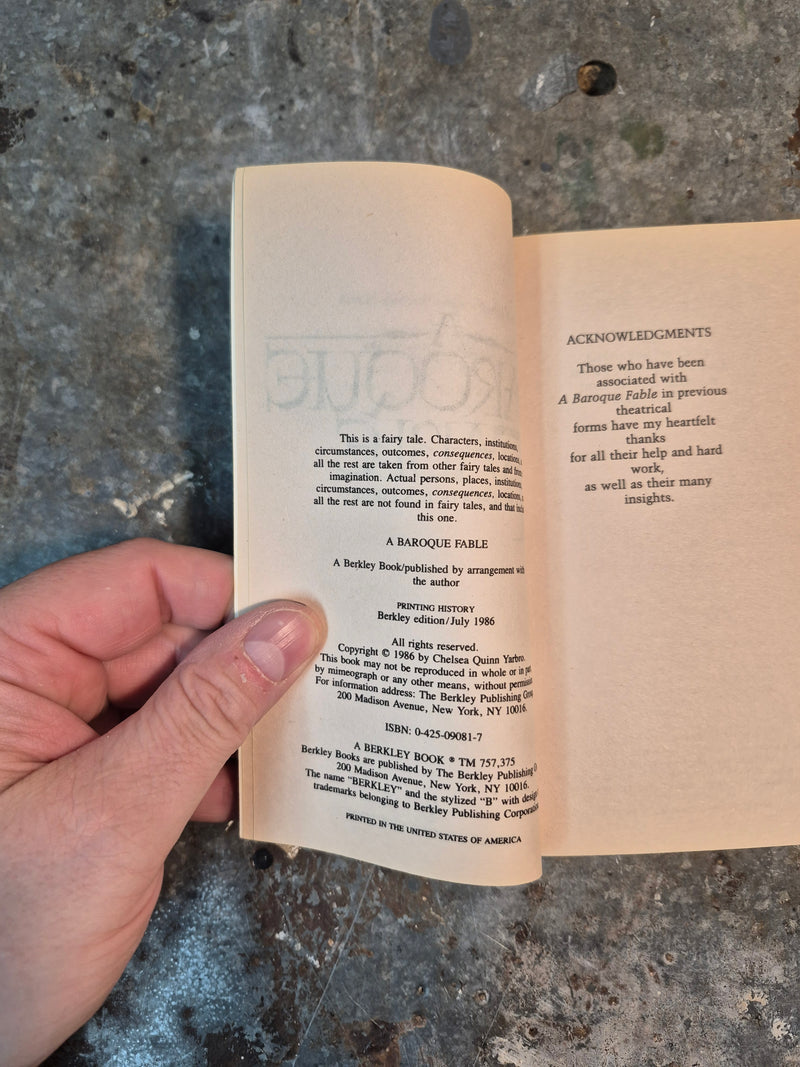 This is a fairy tale. Characters, institutions,
circumstances, outcomes, consequences, locations,
all the rest are taken from other fairy tales and
imagination. Actual persons, places, institution
circumstances, outcomes, consequences, locations,
all the rest are not found in fairy tales, and that
this one.
A BAROQUE FABLE
A Berkley Book/published by arrangement with
the author
PRINTING HISTORY
Berkley edition/July 1986
All rights reserved.
Copyright © 1986 by Chelsea Quinn Yarbro.
This book may not be reproduced in whole or in
by mimeograph or any other means, without
For information address: The Berkley Publishing
200 Madison Avenue, New York, NY 10016.
ISBN: 0-425-09081-7
A BERKLEY BOOK ® TM 757,375
Berkley Books are published by The Berkley Publishing
200 Madison Avenue, New York, NY 10016.
The name "BERKLEY" and the stylized "B" with
trademarks belonging to Berkley Publishing
PRINTED IN THE UNITED STATES OF AMERICA
ACKNOWLEDGMENTS
Those who have been
associated with
A Baroque Fable in previous
theatrical
forms have my heartfelt
thanks
for all their help and hard
work,
as well as their many
insights.